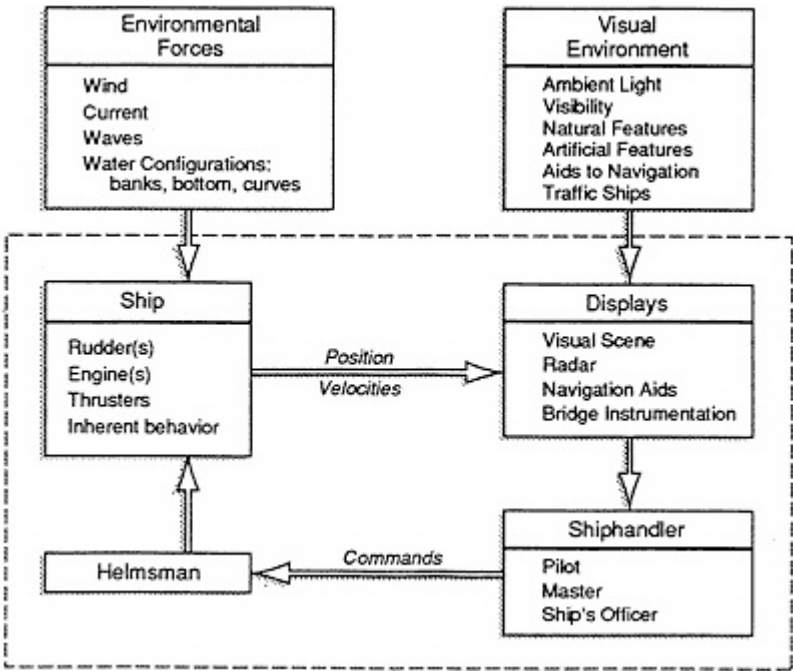 Environmental
Forces
Wind
Current
Waves
Water Configurations:
banks, bottom, curves
Visual
Environment
Ambient Light
Visibility
Natural Features
Artificial Features
Aids to Navigation
Traffic Ships
Ship
Rudder(s)
Engine(s)
Thrusters
Inherent behavior
Position
Velocities
Displays
Visual Scene
Radar
Navigation Aids
Bridge Instrumentation
Shiphandler
Pilot
Master
Ship's Officer
Commands
Helmsman